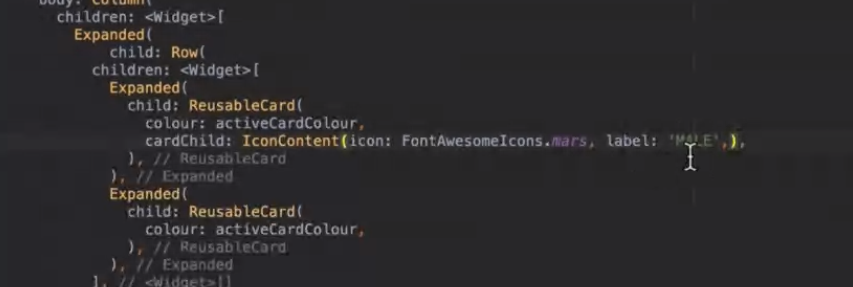 body: Column(
children: <Widget>[
Expanded(
child: Row(
children: <Widget>[
Expanded(
child: ReusableCard(
colour: activeCardColour,
cardChild: IconContent(icon: FontAwesomeIcons.mars, label: 'MALE',),
), // ReusableCard
), // Expanded
Expanded(
child: ReusableCard(
colour: activeCardColour,
), // ReusableCard
), // Expanded
], // <Widget>[]